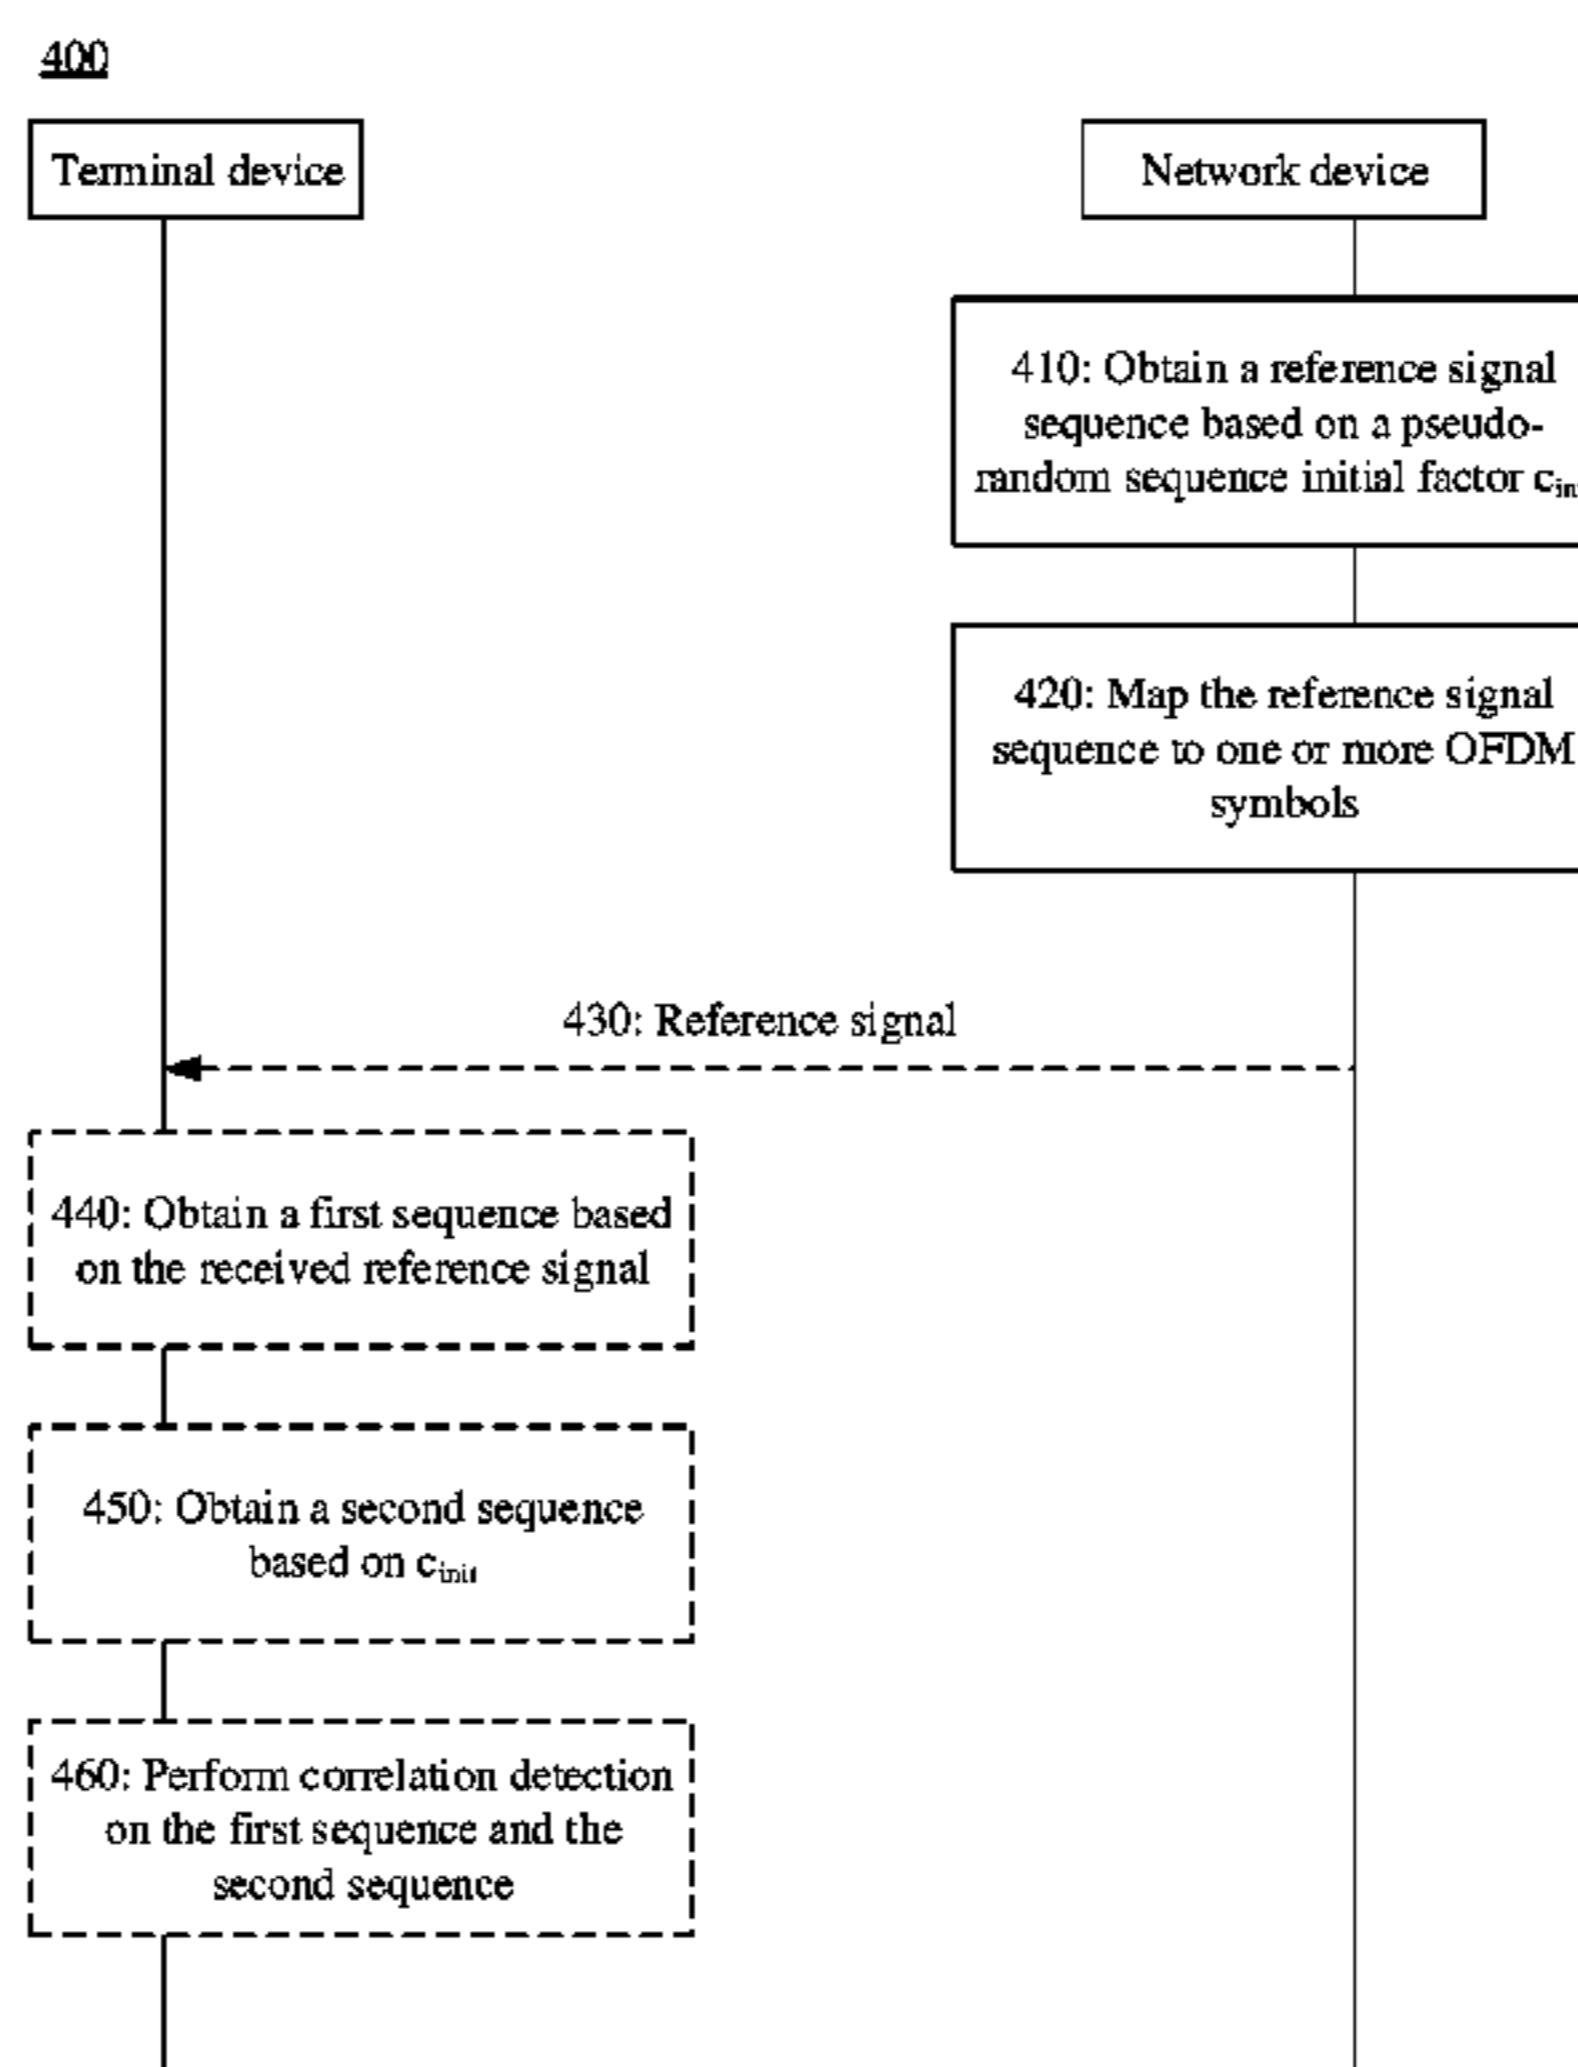 400
Terminal device
Network device
410: Obtain a reference signal
sequence based on a pseudo-
random sequence initial factor
420: Map the reference signal
sequence to one or more OFDM
symbols
430: Reference signal
440: Obtain a first sequence based
on the received reference signal
450: Obtain a second sequence
based on c_init
460: Perform correlation detection
on the first sequence and the
second sequence